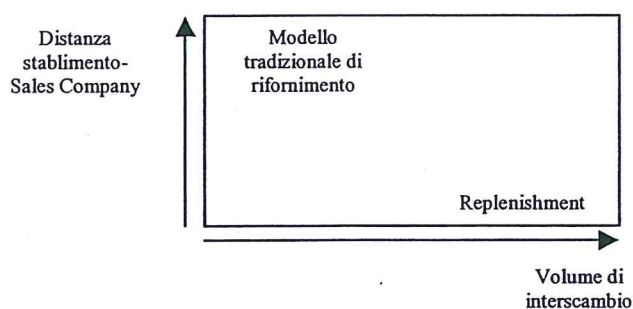 Distanza
stablimento-
Sales Company
Modello
tradizionale di
rifornimento
Replenishment
Volume di
interscambio